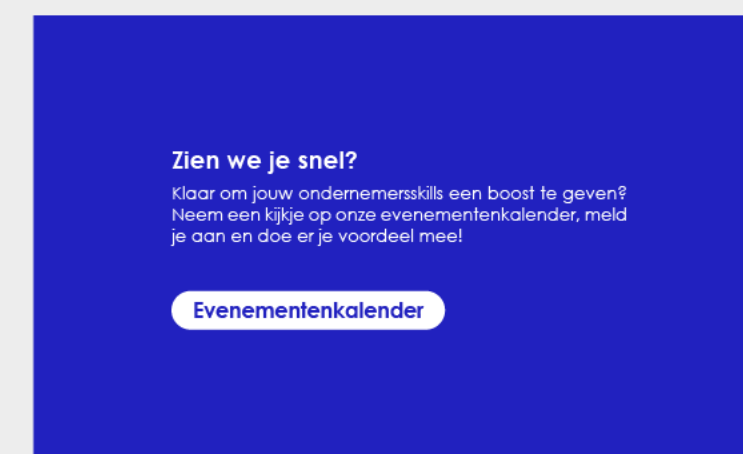 Zien we je snel?
Klaar om jouw ondernemersskills een boost te geven?
Neem een kijkje op onze evenementenkalender, meld
je aan en doe er je voordeel mee!
Evenementenkalender